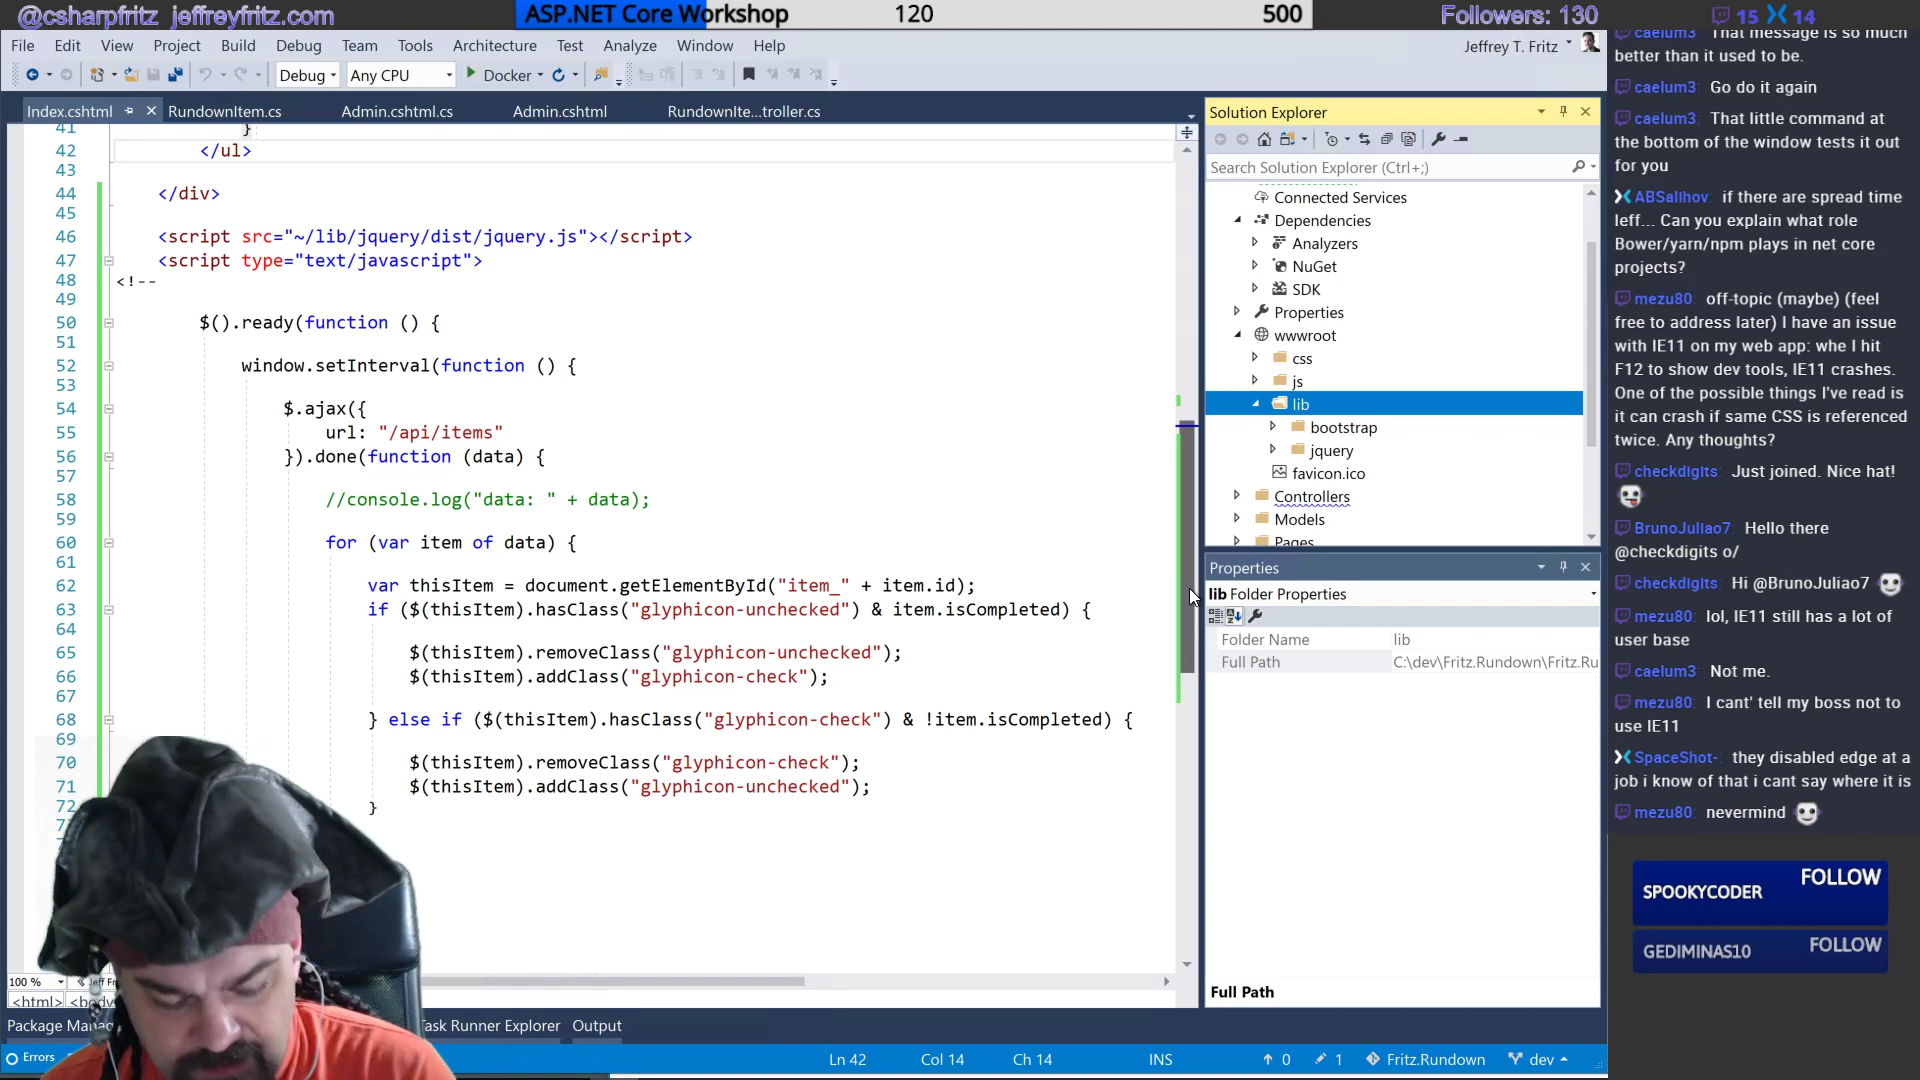 @csharpfritz jeffreyfritz.com
ASP.NET Core Workshop 120 500
Followers: 130
15 14
File Edit View Project Build Debug Team Tools Architecture Test Analyze Window Help
Jeffrey T. Fritz
Debug Any CPU Docker
Index.cshtml RundownItem.cs Admin.cshtml.cs Admin.cshtml RundownIte...troller.cs
41 }
42 </ul>
43
44 </div>
45
46 <script src="~/lib/jquery/dist/jquery.js"></script>
47 <script type="text/javascript">
48 <!--
49
50 $().ready(function () {
51
52 window.setInterval(function () {
53
54 $.ajax({
55 url: "/api/items"
56 }).done(function (data) {
57
58 //console.log("data: " + data);
59
60 for (var item of data) {
61
62 var thisItem = document.getElementById("item_" + item.id);
63 if ($(thisItem).hasClass("glyphicon-unchecked") & item.isCompleted) {
64
65 $(thisItem).removeClass("glyphicon-unchecked");
66 $(thisItem).addClass("glyphicon-check");
67
68 } else if ($(thisItem).hasClass("glyphicon-check") & !item.isCompleted) {
69
70 $(thisItem).removeClass("glyphicon-check");
71 $(thisItem).addClass("glyphicon-unchecked");
72 }
100 %
<html>
Package Task Runner Explorer Output
Errors
Ln 42 Col 14 Ch 14 INS 0 1 Fritz.Rundown dev
Solution Explorer
Search Solution Explorer (Ctrl+;)
Connected Services
Dependencies
Analyzers
NuGet
SDK
Properties
wwwroot
css
js
lib
bootstrap
jquery
favicon.ico
Controllers
Models
Pages
Properties
lib Folder Properties
Folder Name lib
Full Path C:\dev\Fritz.Rundown\Fritz.Ru
Full Path
caelum3: That message is so much
better than it used to be.
caelum3: Go do it again
caelum3: That little command at
the bottom of the window tests it out
for you
ABSalihov: if there are spread time
leff... Can you explain what role
Bower/yarn/npm plays in net core
projects?
mezu80: off-topic (maybe) (feel
free to address later) I have an issue
with IE11 on my web app: whe I hit
F12 to show dev tools, IE11 crashes.
One of the possible things I've read is
it can crash if same CSS is referenced
twice. Any thoughts?
checkdigits: Just joined. Nice hat!
BrunoJuliao7: Hello there
@checkdigits o/
checkdigits: Hi @BrunoJuliao7
mezu80: lol, IE11 still has a lot of
user base
caelum3: Not me.
mezu80: I cant' tell my boss not to
use IE11
SpaceShot-: they disabled edge at a
job i know of that i cant say where it is
mezu80: nevermind
SPOOKYCODER FOLLOW
GEDIMINAS10 FOLLOW